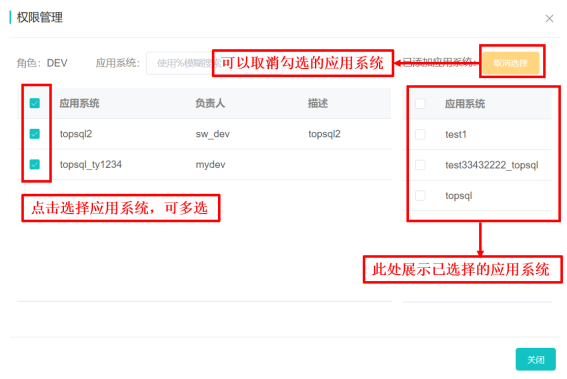 权限管理
角色：DEV 应用系统：使用%模糊搜索 可以取消勾选的应用系统 已添加应用系统： 取消选择
应用系统 负责人 描述 应用系统
topsql2 sw_dev topsql2 test1
topsql_ty1234 mydev test33432222_topsql
topsql
点击选择应用系统，可多选
此处展示已选择的应用系统
关闭